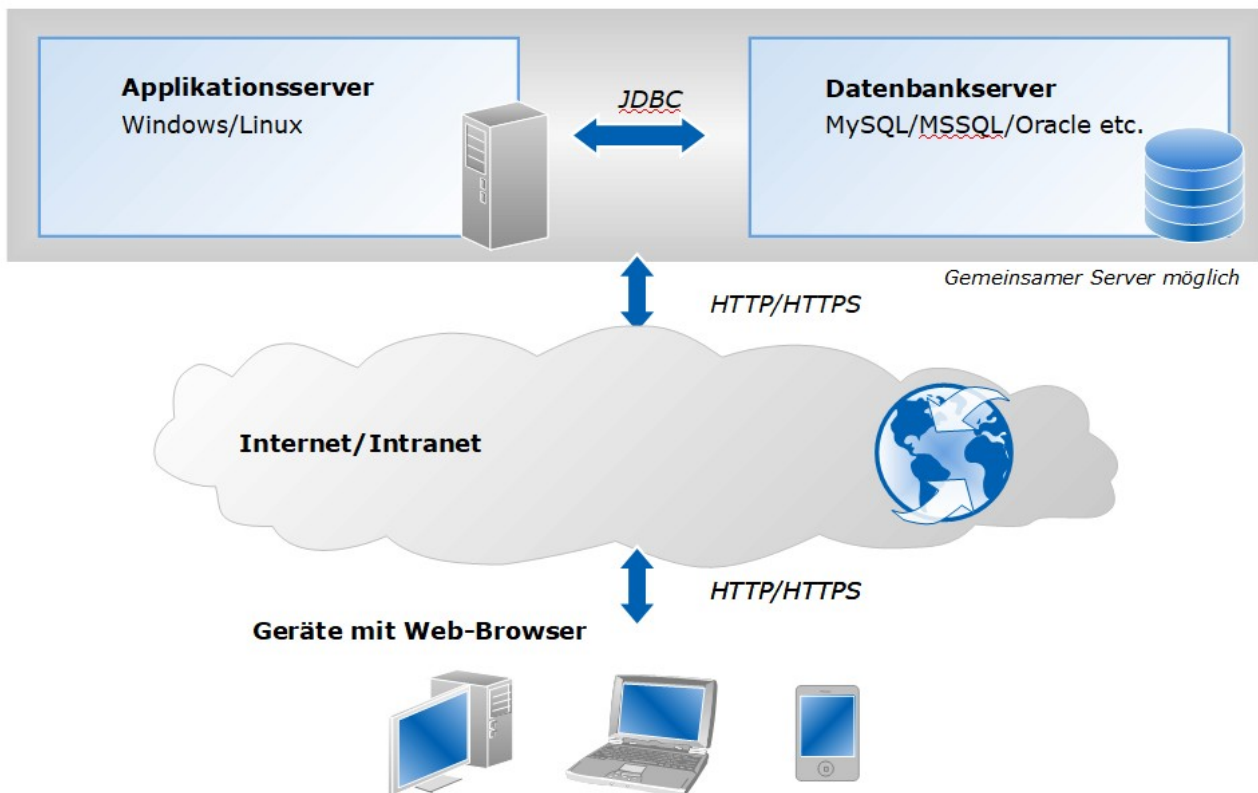 Applikationsserver
Windows/Linux
JDBC
Datenbankserver
MySQL/MSSQL/Oracle etc.
Gemeinsamer Server möglich
HTTP/HTTPS
Internet/Intranet
HTTP/HTTPS
Geräte mit Web-Browser